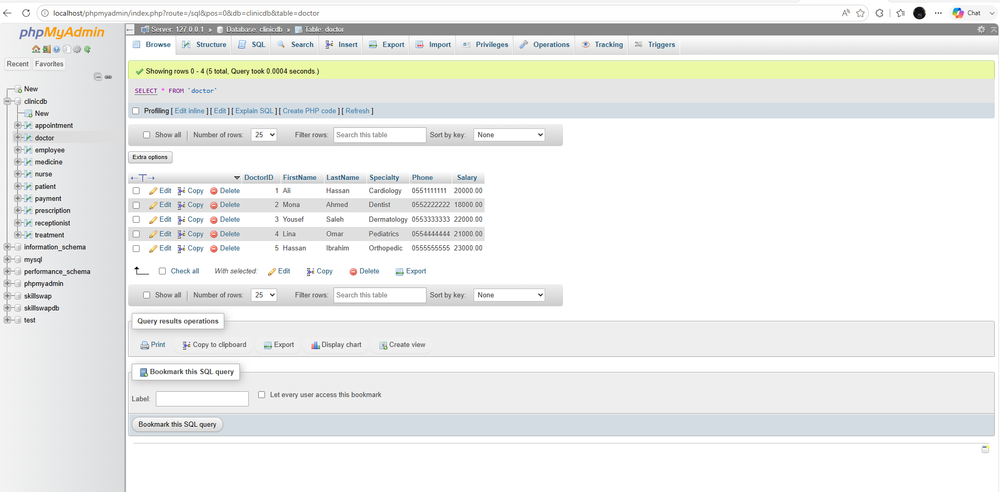 localhost/phpmyadmin/index.php?route=/sql&pos=0&db=clinicdb&table=doctor
Chat
phpMyAdmin
Recent Favorites
New
clinicdb
New
appointment
doctor
employee
medicine
nurse
patient
payment
prescription
receptionist
treatment
information_schema
mysql
performance_schema
phpmyadmin
skillswap
skillswapdb
test
Server: 127.0.0.1 » Database: clinicdb » Table: doctor
Browse Structure SQL Search Insert Export Import Privileges Operations Tracking Triggers
Showing rows 0 - 4 (5 total, Query took 0.0004 seconds.)
SELECT * FROM `doctor`
Profiling [ Edit inline ] [ Edit ] [ Explain SQL ] [ Create PHP code ] [ Refresh ]
Show all Number of rows: 25 Filter rows: Search this table Sort by key: None
Extra options
DoctorID FirstName LastName Specialty Phone Salary
Edit Copy Delete 1 Ali Hassan Cardiology 0551111111 20000.00
Edit Copy Delete 2 Mona Ahmed Dentist 0552222222 18000.00
Edit Copy Delete 3 Yousef Saleh Dermatology 0553333333 22000.00
Edit Copy Delete 4 Lina Omar Pediatrics 0554444444 21000.00
Edit Copy Delete 5 Hassan Ibrahim Orthopedic 0555555555 23000.00
Check all With selected: Edit Copy Delete Export
Show all Number of rows: 25 Filter rows: Search this table Sort by key: None
Query results operations
Print Copy to clipboard Export Display chart Create view
Bookmark this SQL query
Label: Let every user access this bookmark
Bookmark this SQL query